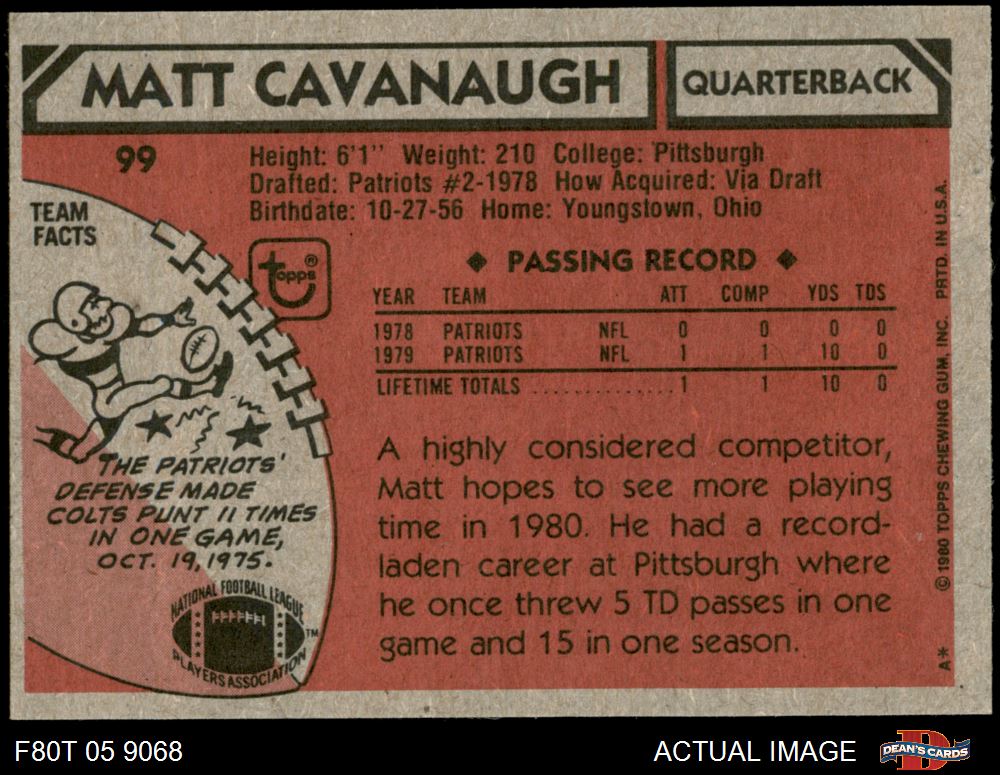 MATT CAVANAUGH
QUARTERBACK
99
Height: 6'1" Weight: 210 College: Pittsburgh
Drafted: Patriots #2-1978 How Acquired: Via Draft
Birthdate: 10-27-56 Home: Youngstown, Ohio
TEAM
FACTS
topps®
◆ PASSING RECORD ◆
YEAR TEAM ATT COMP YDS TDS
1978 PATRIOTS NFL 0 0 0 0
1979 PATRIOTS NFL 1 1 10 0
LIFETIME TOTALS ................ 1 1 10 0
THE PATRIOTS'
DEFENSE MADE
COLTS PUNT 11 TIMES
IN ONE GAME,
OCT. 19, 1975.
A highly considered competitor,
Matt hopes to see more playing
time in 1980. He had a record-
laden career at Pittsburgh where
he once threw 5 TD passes in one
game and 15 in one season.
NATIONAL FOOTBALL LEAGUE
PLAYERS ASSOCIATION
TM
A* © 1980 TOPPS CHEWING GUM, INC. PRTD. IN U.S.A.
F80T 05 9068
ACTUAL IMAGE
DEAN'S CARDS